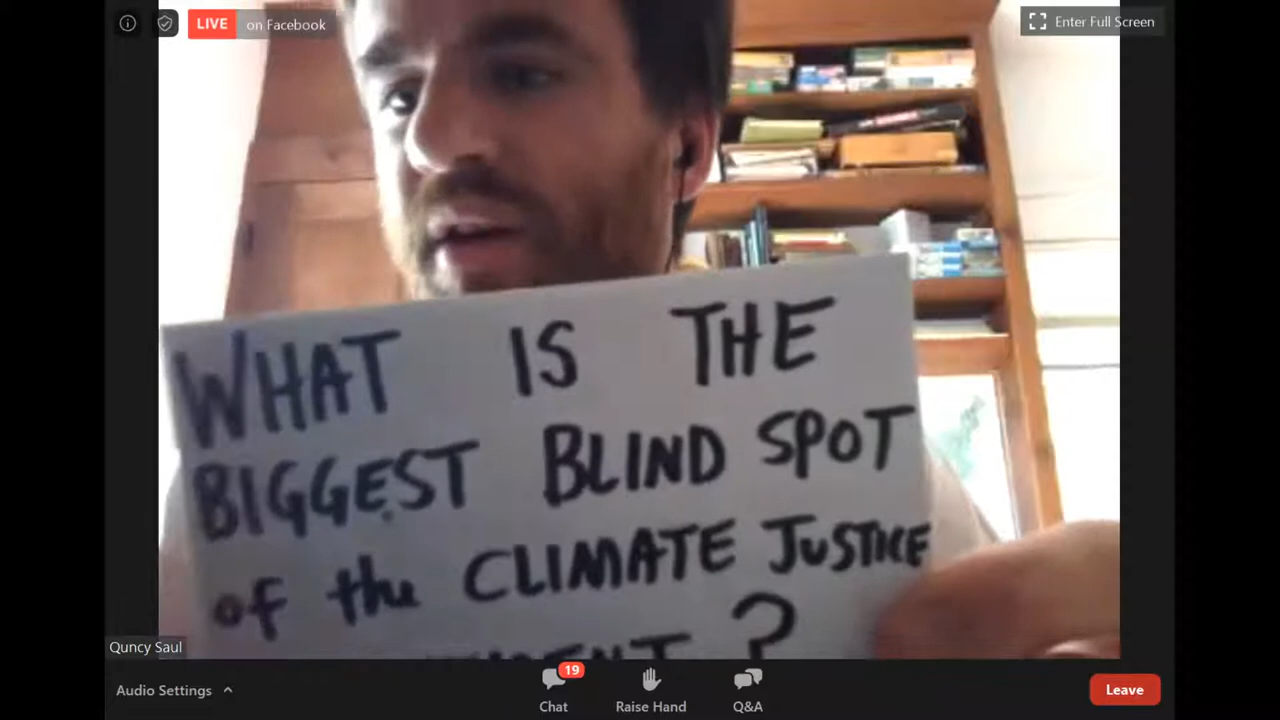 LIVE on Facebook
Enter Full Screen
WHAT IS THE
BIGGEST BLIND SPOT
of the CLIMATE JUSTICE
?
Quncy Saul
Audio Settings
19
Chat
Raise Hand
Q&A
Leave